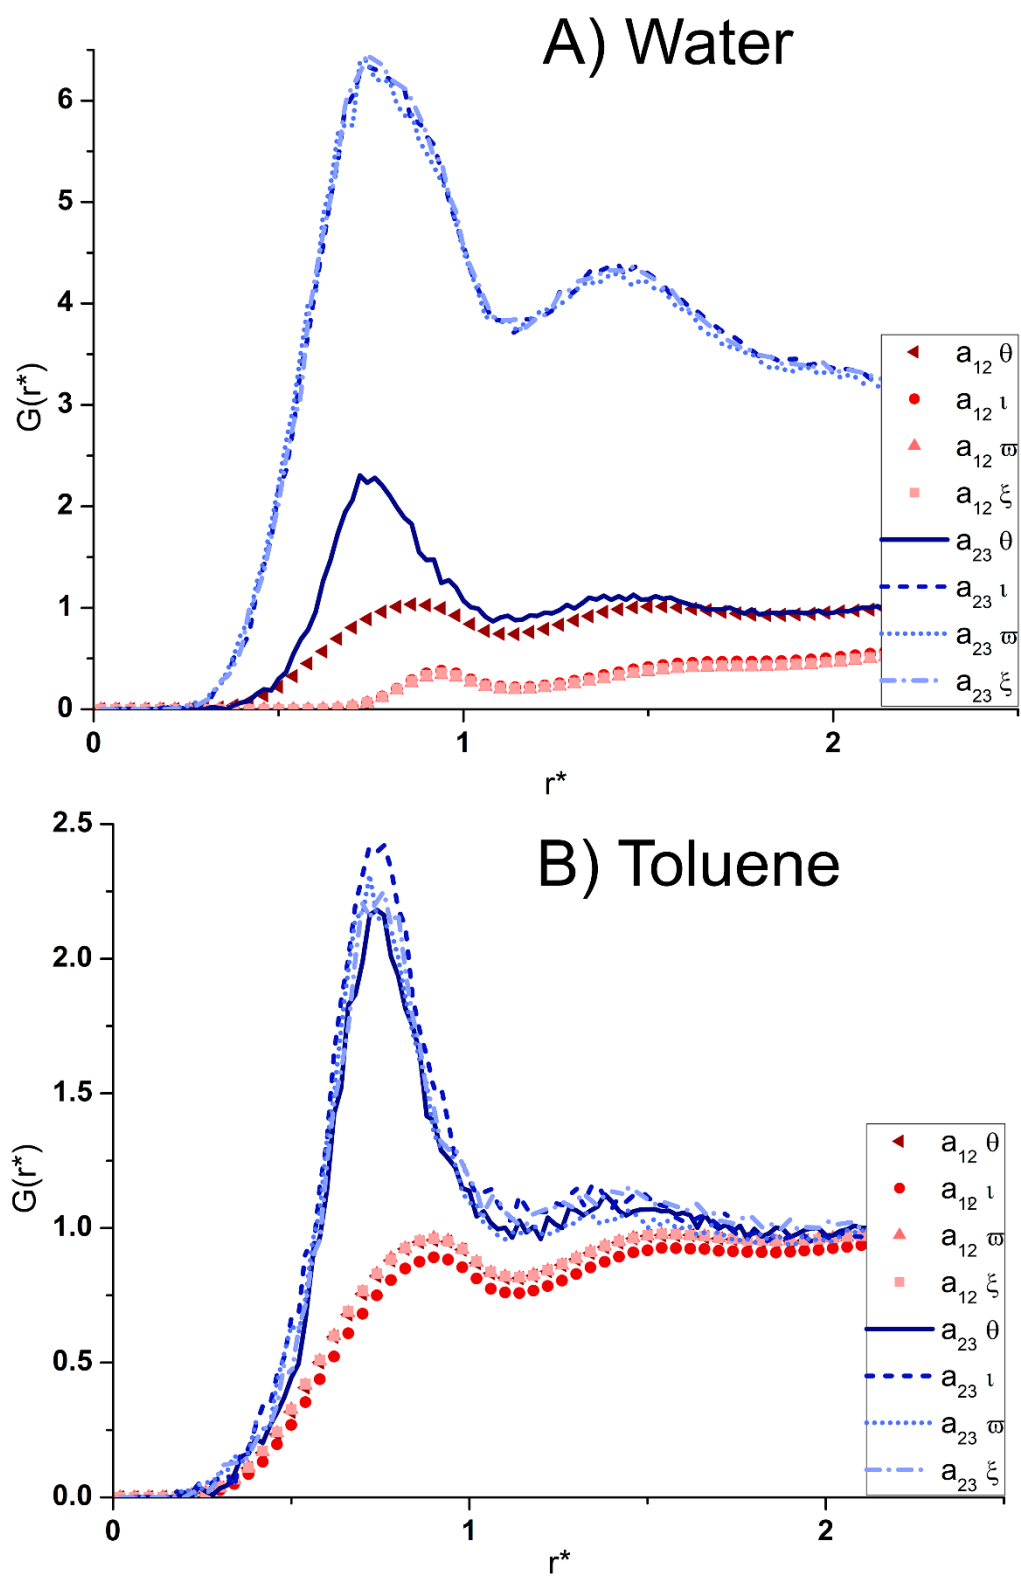 A) Water
G(r*)
6
5
4
3
2
1
0
0
1
2
r*
a12 θ
a12 ι
a12 ϖ
a12 ξ
a23 θ
a23 ι
a23 ϖ
a23 ξ
B) Toluene
G(r*)
2.5
2.0
1.5
1.0
0.5
0.0
0
1
2
r*
a12 θ
a12 ι
a12 ϖ
a12 ξ
a23 θ
a23 ι
a23 ϖ
a23 ξ